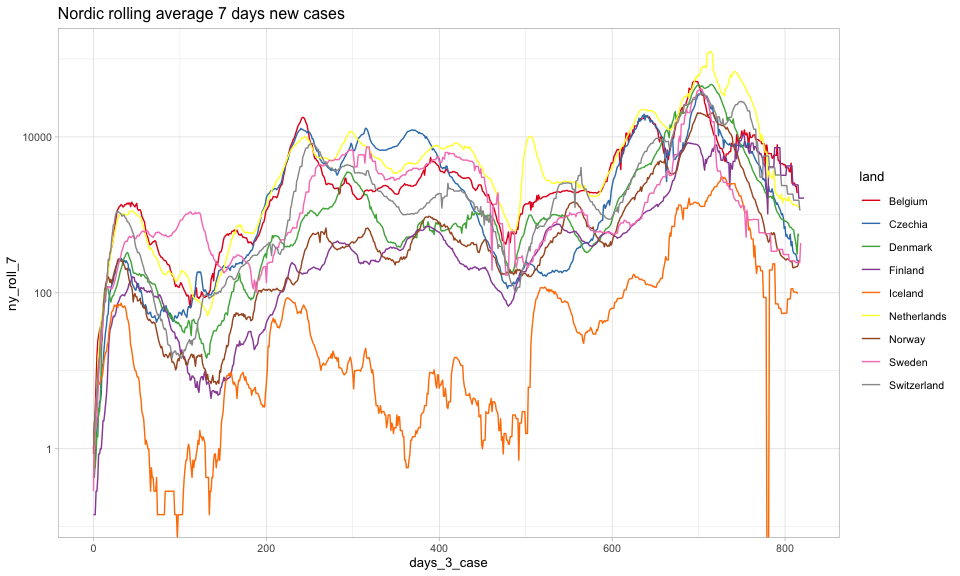 Nordic rolling average 7 days new cases
ny_roll_7
10000
100
1
0
200
400
600
800
days_3_case
land
Belgium
Czechia
Denmark
Finland
Iceland
Netherlands
Norway
Sweden
Switzerland